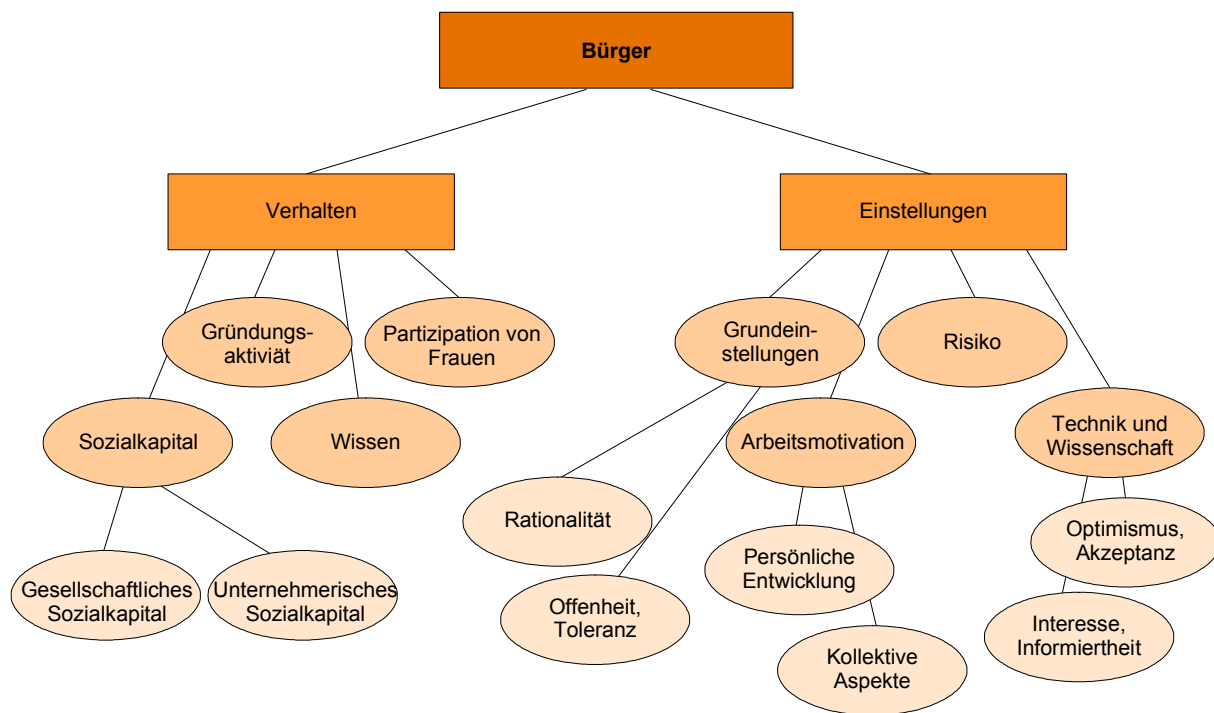 Bürger
Verhalten
Einstellungen
Gründungs-
aktiviät
Partizipation von
Frauen
Grundein-
stellungen
Risiko
Sozialkapital
Wissen
Arbeitsmotivation
Technik und
Wissenschaft
Rationalität
Optimismus,
Akzeptanz
Gesellschaftliches
Sozialkapital
Unternehmerisches
Sozialkapital
Persönliche
Entwicklung
Offenheit,
Toleranz
Interesse,
Informiertheit
Kollektive
Aspekte